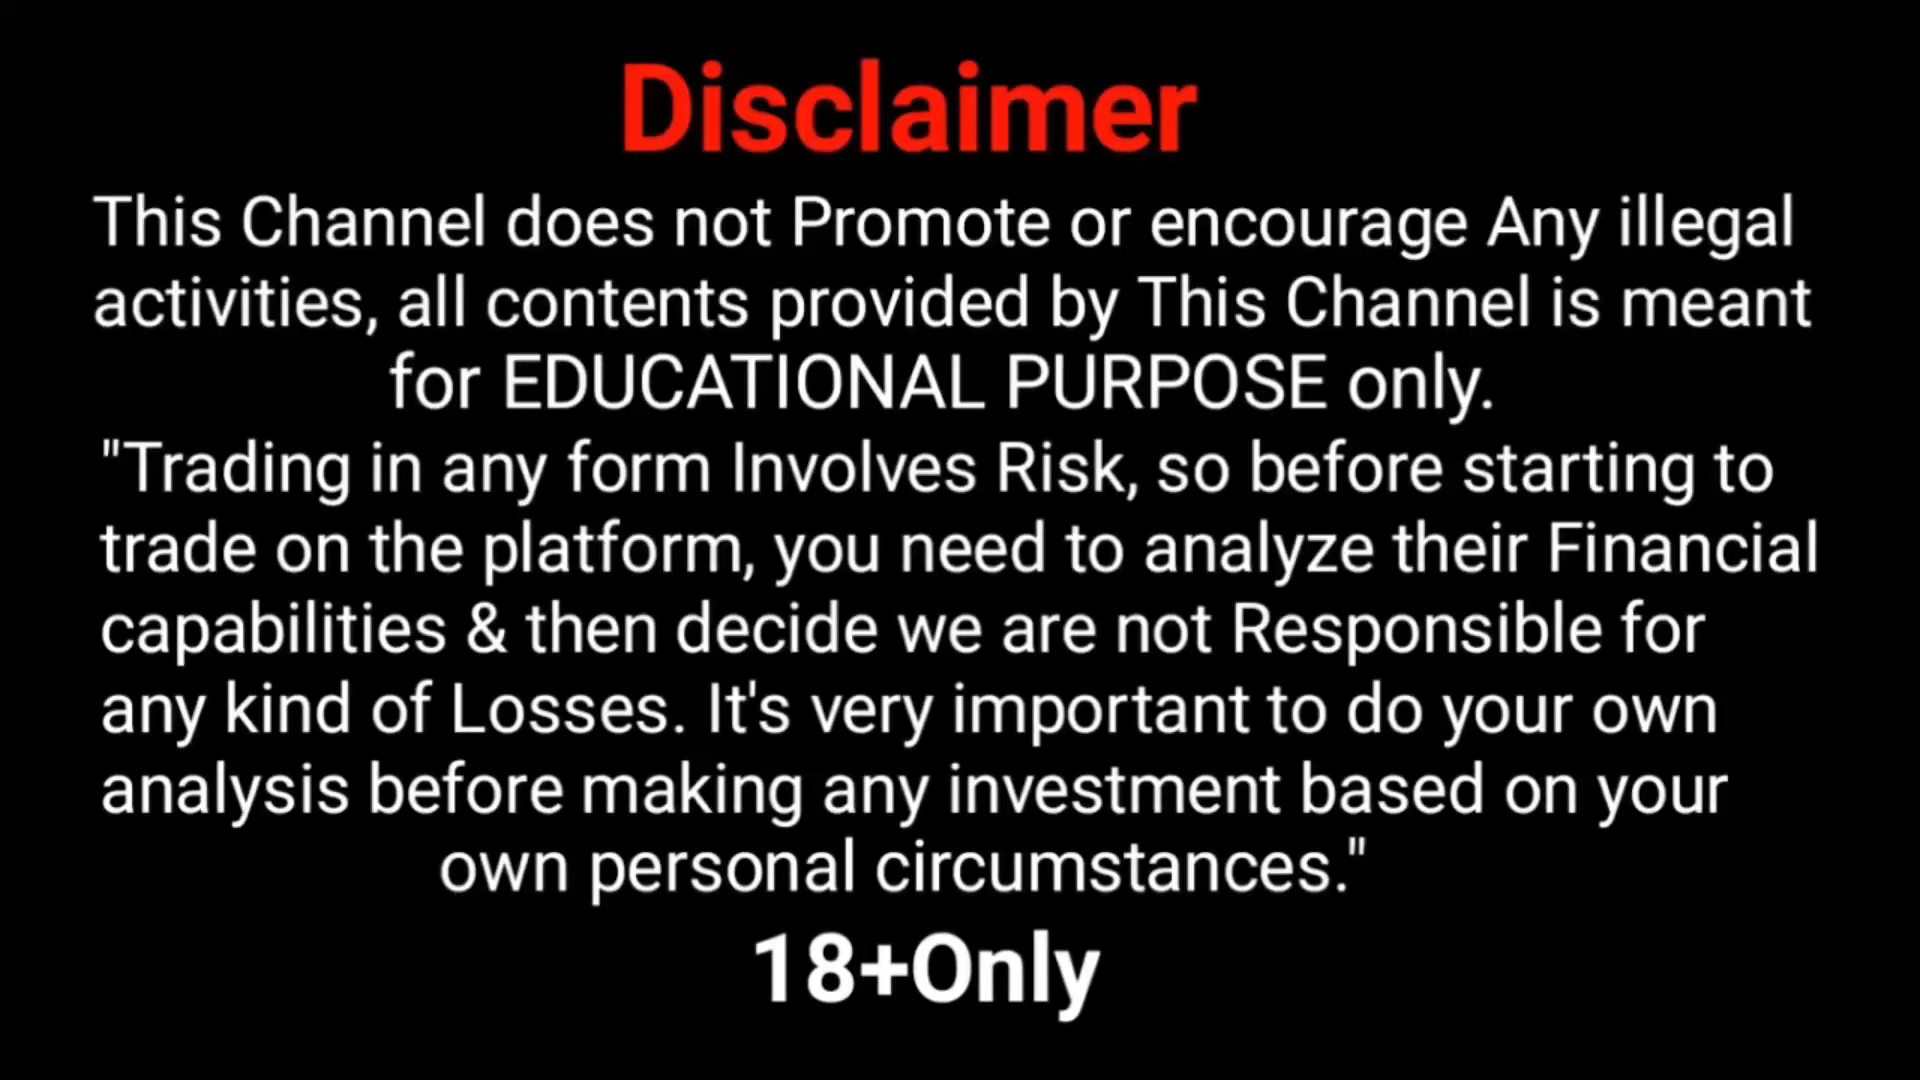 Disclaimer
This Channel does not Promote or encourage Any illegal
activities, all contents provided by This Channel is meant
for EDUCATIONAL PURPOSE only.
"Trading in any form Involves Risk, so before starting to
trade on the platform, you need to analyze their Financial
capabilities & then decide we are not Responsible for
any kind of Losses. It's very important to do your own
analysis before making any investment based on your
own personal circumstances."
18+Only